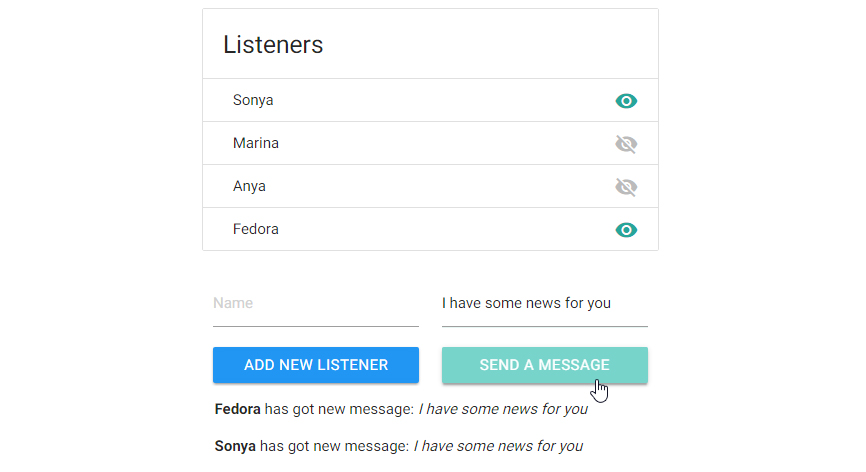 Listeners
Sonya
Marina
Anya
Fedora
Name
I have some news for you
ADD NEW LISTENER
SEND A MESSAGE
Fedora has got new message: I have some news for you
Sonya has got new message: I have some news for you